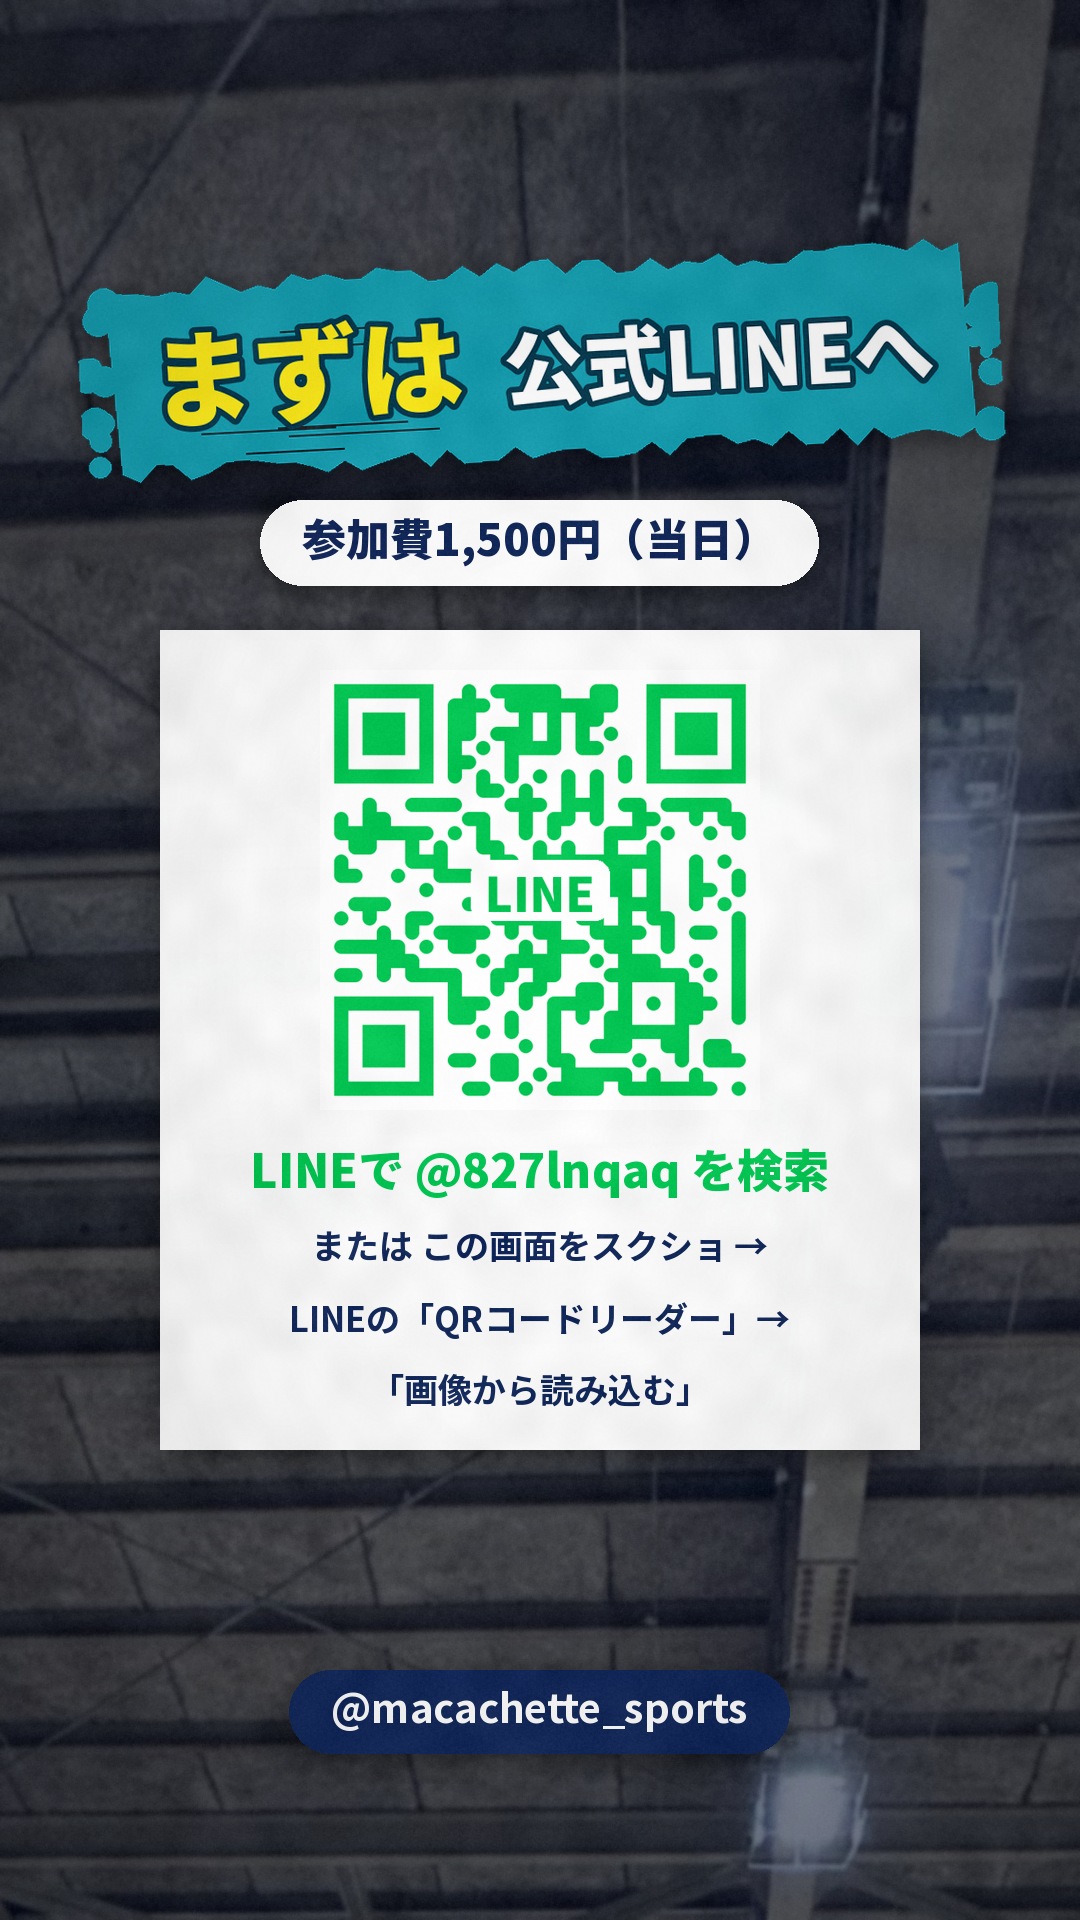 まずは 公式LINEへ
参加費1,500円（当日）
LINE
LINEで @827lnqaq を検索
または この画面をスクショ →
LINEの「QRコードリーダー」→
「画像から読み込む」
@macachette_sports